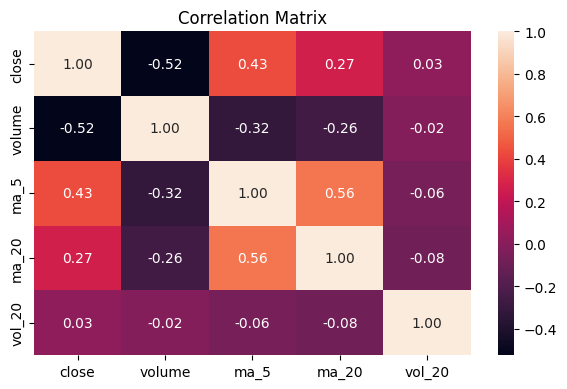 Correlation Matrix
close 1.00 -0.52 0.43 0.27 0.03
volume -0.52 1.00 -0.32 -0.26 -0.02
ma_5 0.43 -0.32 1.00 0.56 -0.06
ma_20 0.27 -0.26 0.56 1.00 -0.08
vol_20 0.03 -0.02 -0.06 -0.08 1.00
close volume ma_5 ma_20 vol_20
1.0
0.8
0.6
0.4
0.2
0.0
−0.2
−0.4